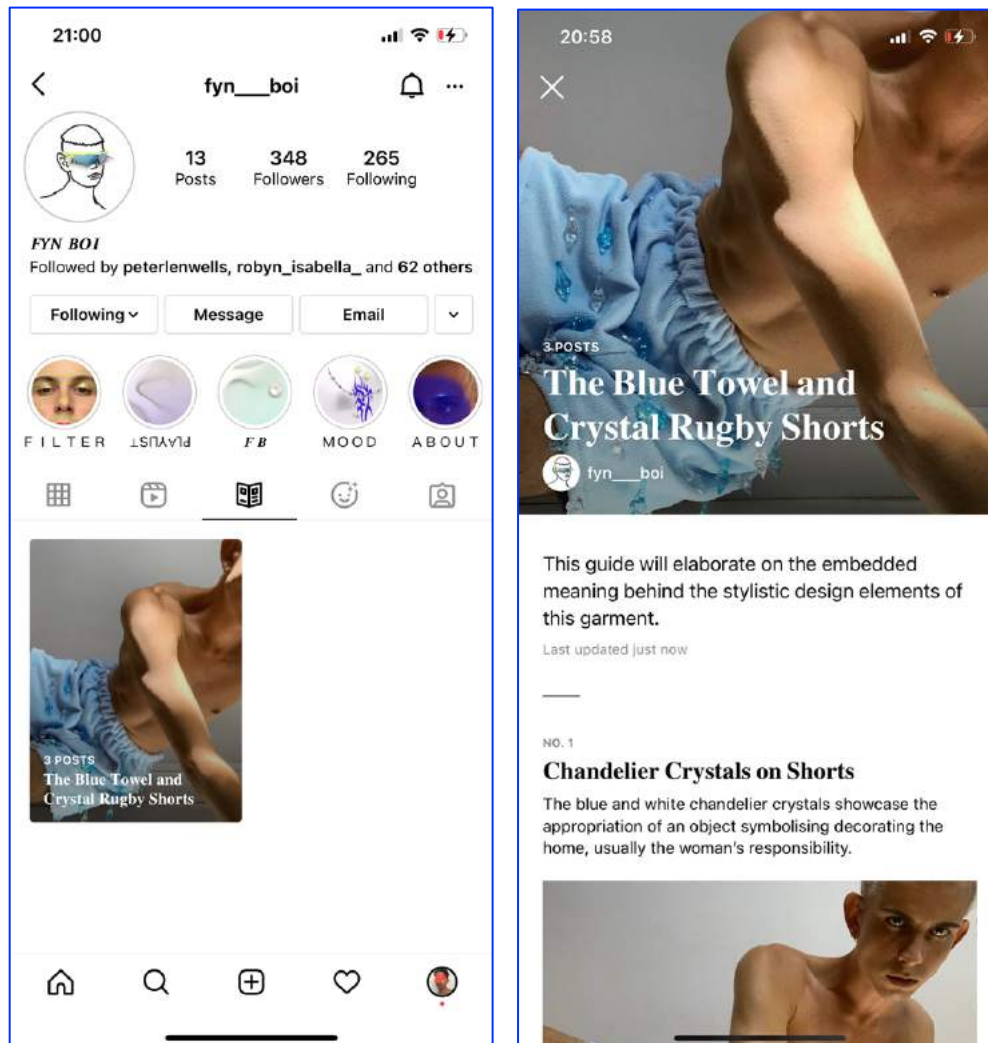 21:00
fyn___boi
13 348 265
Posts Followers Following
FYN BOI
Followed by peterlenwells, robyn_isabella_ and 62 others
Following Message Email
FILTER PLAYLIST F B MOOD ABOUT
3 POSTS
The Blue Towel and
Crystal Rugby Shorts
20:58
3 POSTS
The Blue Towel and
Crystal Rugby Shorts
fyn___boi
This guide will elaborate on the embedded
meaning behind the stylistic design elements of
this garment.
Last updated just now
NO. 1
Chandelier Crystals on Shorts
The blue and white chandelier crystals showcase the
appropriation of an object symbolising decorating the
home, usually the woman's responsibility.